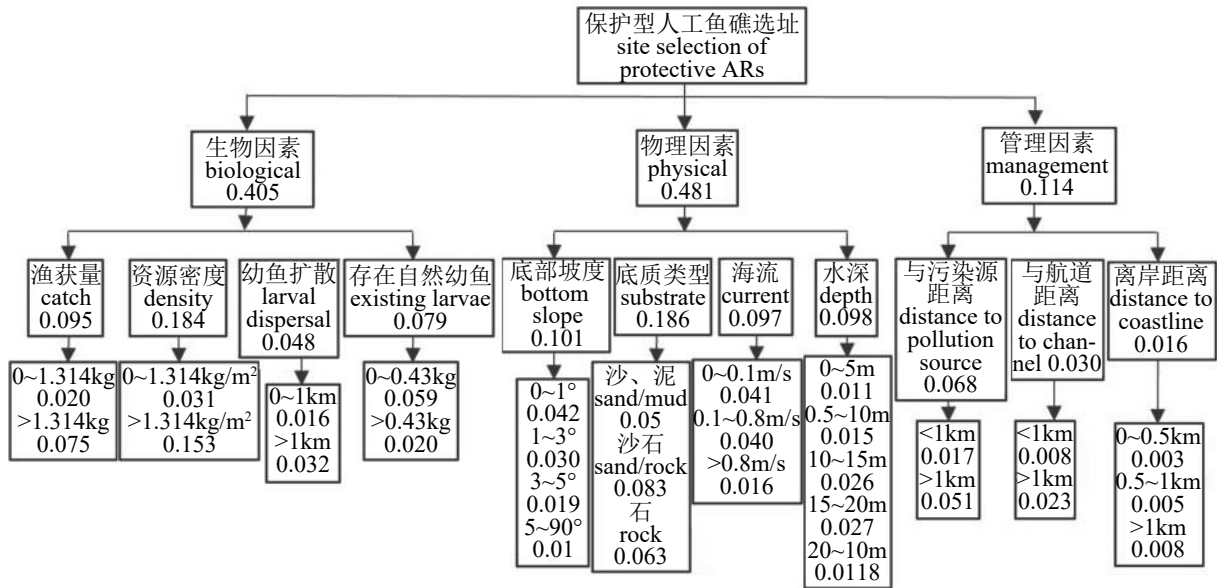 保护型人工鱼礁选址
site selection of
protective ARs
生物因素
biological
0.405
物理因素
physical
0.481
管理因素
management
0.114
渔获量
catch
0.095
资源密度
density
0.184
幼鱼扩散
larval
dispersal
0.048
存在自然幼鱼
existing larvae
0.079
底部坡度
bottom
slope
0.101
底质类型
substrate
0.186
海流
current
0.097
水深
depth
0.098
与污染源
距离
distance to
pollution
source
0.068
与航道
距离
distance
to chan-
nel 0.030
离岸距离
distance to
coastline
0.016
0~1.314kg
0.020
>1.314kg
0.075
0~1.314kg/m²
0.031
>1.314kg/m²
0.153
0~1km
0.016
>1km
0.032
0~0.43kg
0.059
>0.43kg
0.020
0~1°
0.042
1~3°
0.030
3~5°
0.019
5~90°
0.01
沙、泥
sand/mud
0.05
沙石
sand/rock
0.083
石
rock
0.063
0~0.1m/s
0.041
0.1~0.8m/s
0.040
>0.8m/s
0.016
0~5m
0.011
0.5~10m
0.015
10~15m
0.026
15~20m
0.027
20~10m
0.0118
<1km
0.017
>1km
0.051
<1km
0.008
>1km
0.023
0~0.5km
0.003
0.5~1km
0.005
>1km
0.008